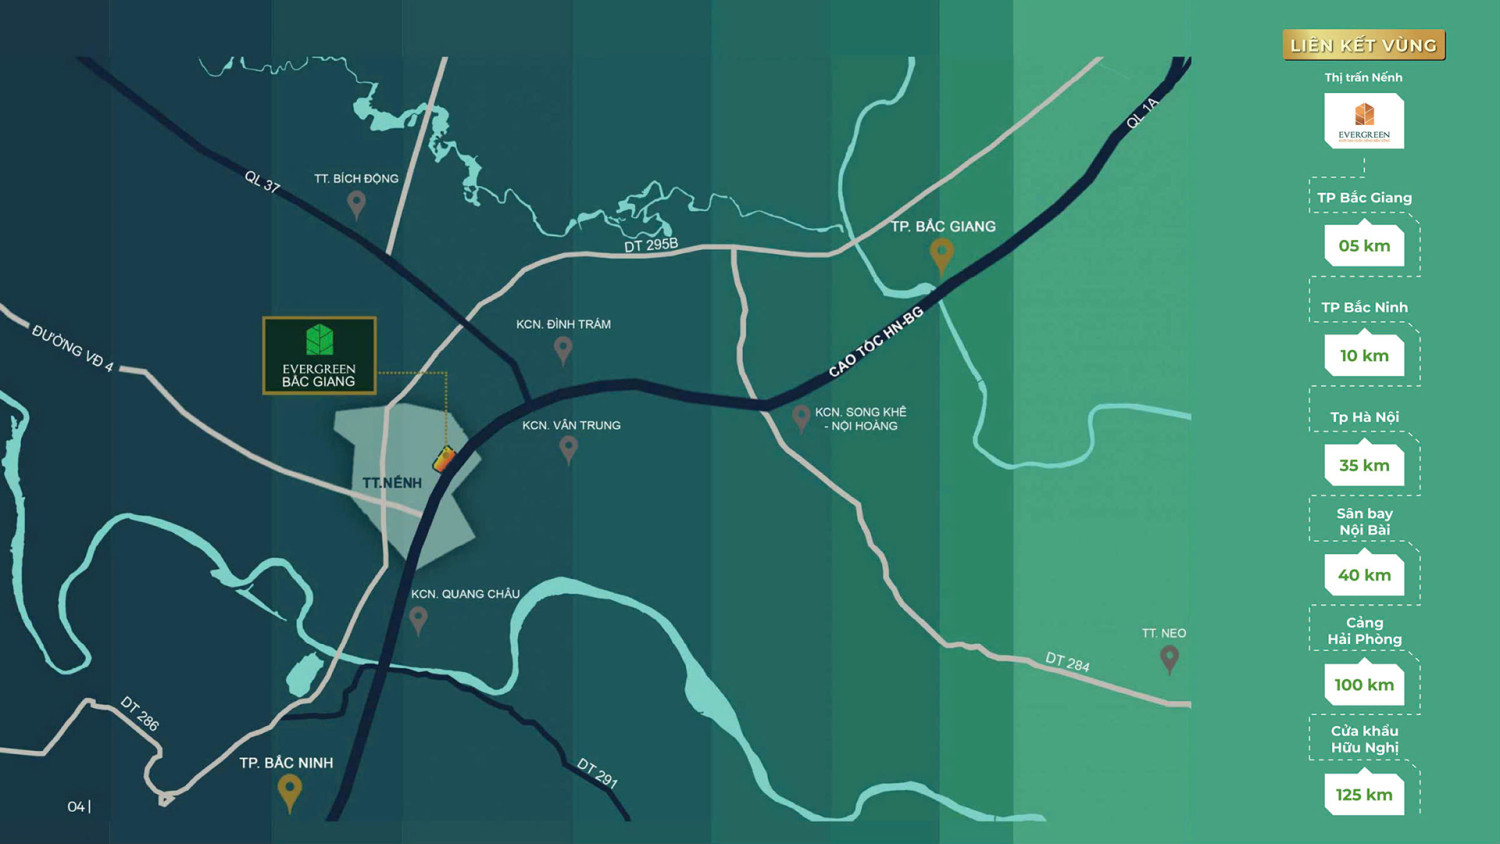 LIÊN KẾT VÙNG
Thị trấn Nếnh
EVERGREEN
TP Bắc Giang
05 km
TP Bắc Ninh
10 km
Tp Hà Nội
35 km
Sân bay
Nội Bài
40 km
Cảng
Hải Phòng
100 km
Cửa khẩu
Hữu Nghị
125 km
QL 1A
TT. BÍCH ĐỘNG
QL 37
TP. BẮC GIANG
DT 295B
KCN. ĐÌNH TRÁM
ĐƯỜNG VĐ 4
EVERGREEN
BẮC GIANG
CAO TỐC HN-BG
KCN. VÂN TRUNG
KCN. SONG KHÊ
- NỘI HOÀNG
TT.NẾNH
KCN. QUANG CHÂU
TT. NEO
DT 284
DT 286
TP. BẮC NINH
DT 291
04 |